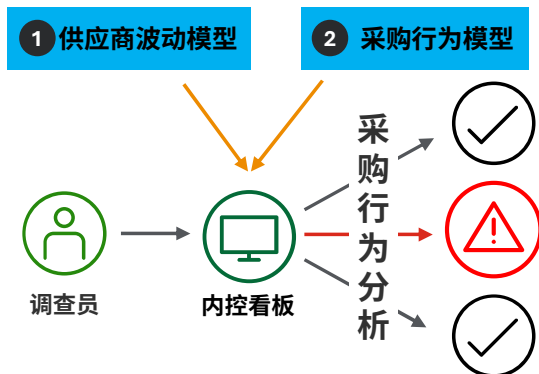 1 供应商波动模型
2 采购行为模型
采购行为分析
调查员
内控看板